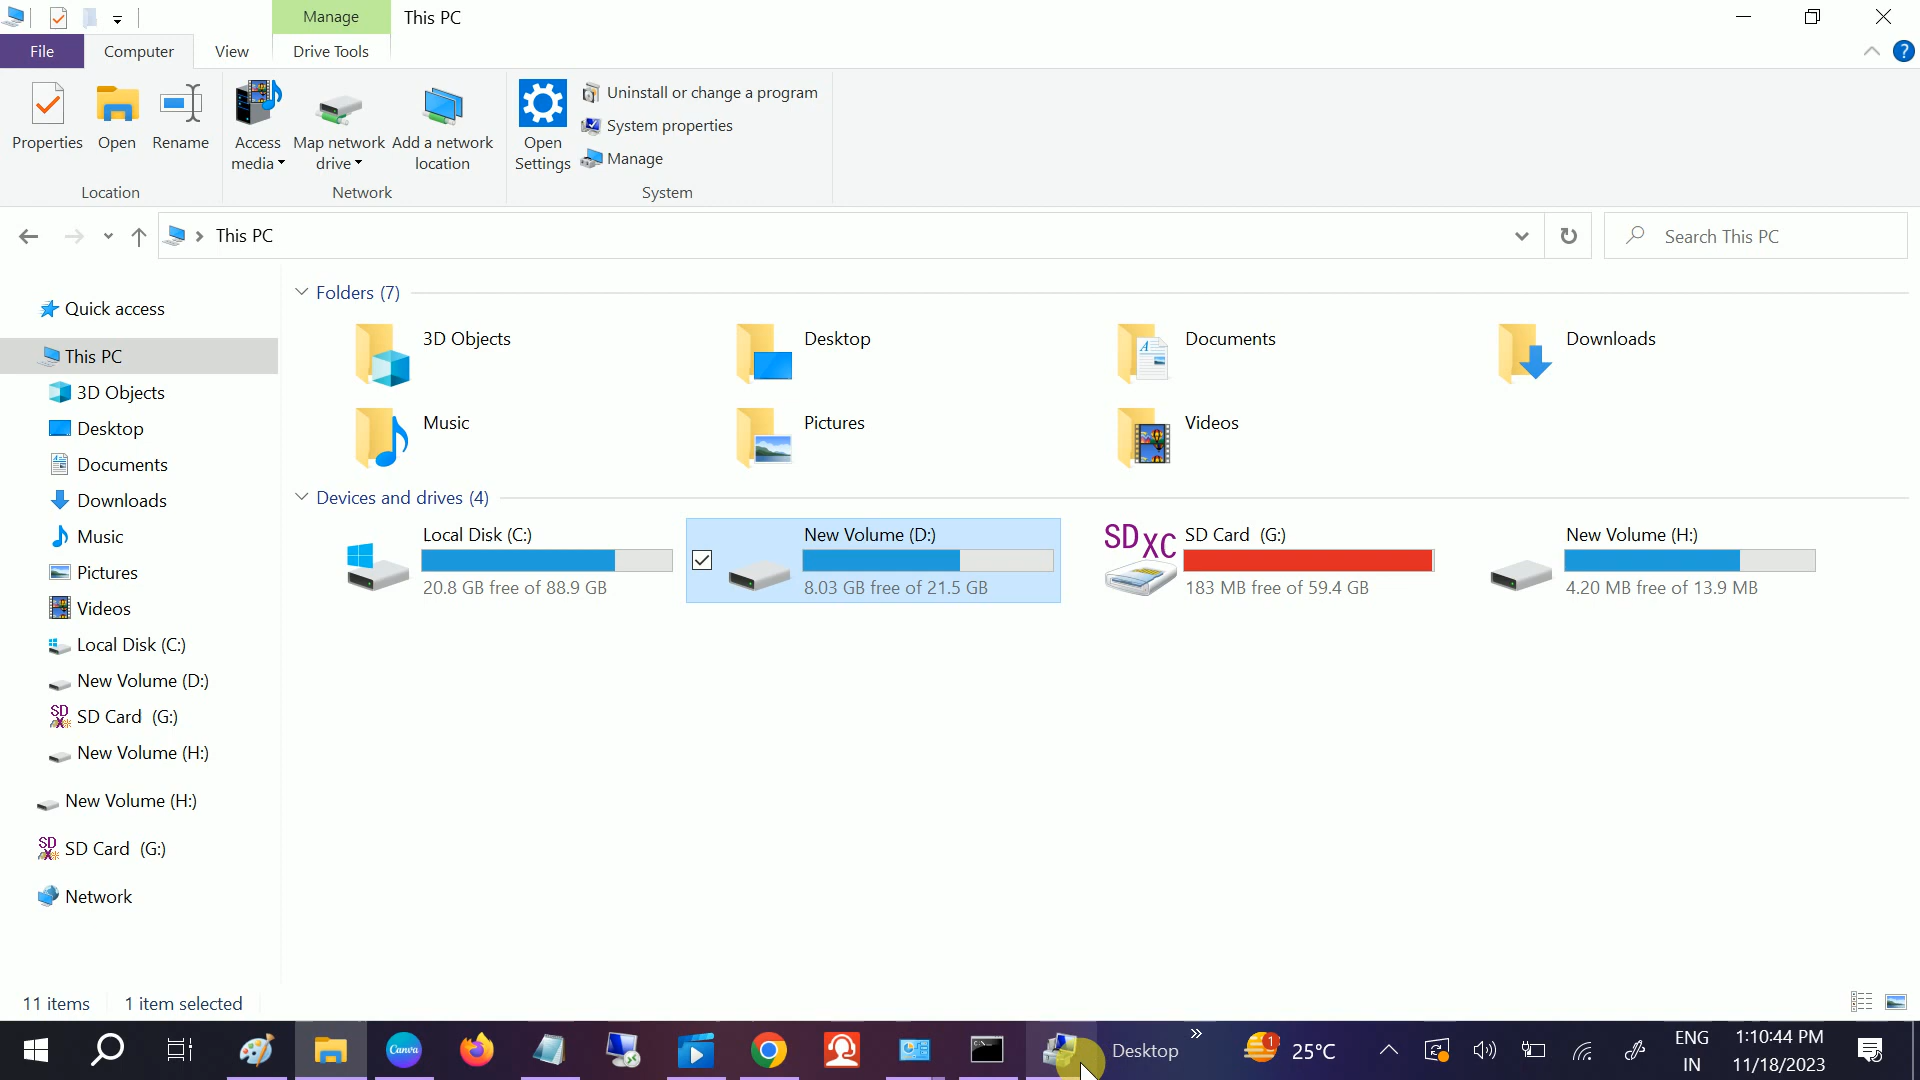 Manage
This PC
File
Computer
View
Drive Tools
Properties
Open
Rename
Access
media
Map network
drive
Add a network
location
Open
Settings
Uninstall or change a program
System properties
Manage
Location
Network
System
This PC
Search This PC
Quick access
This PC
3D Objects
Desktop
Documents
Downloads
Music
Pictures
Videos
Local Disk (C:)
New Volume (D:)
SD Card (G:)
New Volume (H:)
New Volume (H:)
SD Card (G:)
Network
Folders (7)
3D Objects
Desktop
Documents
Downloads
Music
Pictures
Videos
Devices and drives (4)
Local Disk (C:)
20.8 GB free of 88.9 GB
New Volume (D:)
8.03 GB free of 21.5 GB
SD XC
SD Card (G:)
183 MB free of 59.4 GB
New Volume (H:)
4.20 MB free of 13.9 MB
11 items
1 item selected
Canva
Desktop
1
25°C
ENG
IN
1:10:44 PM
11/18/2023